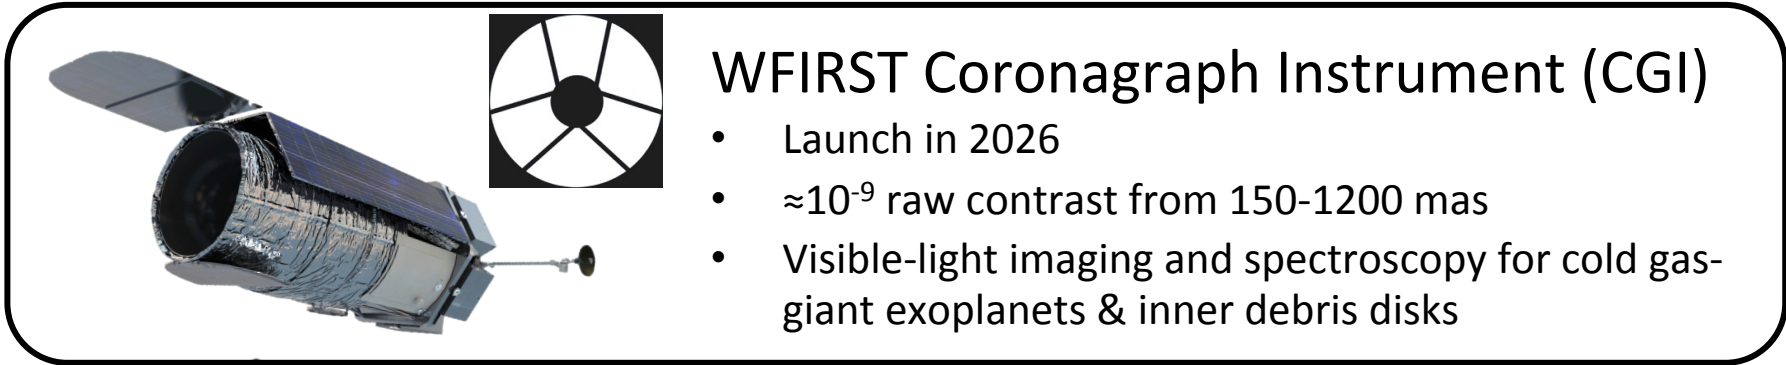 WFIRST Coronagraph Instrument (CGI)
• Launch in 2026
• ≈10⁻⁹ raw contrast from 150-1200 mas
• Visible-light imaging and spectroscopy for cold gas-
giant exoplanets & inner debris disks